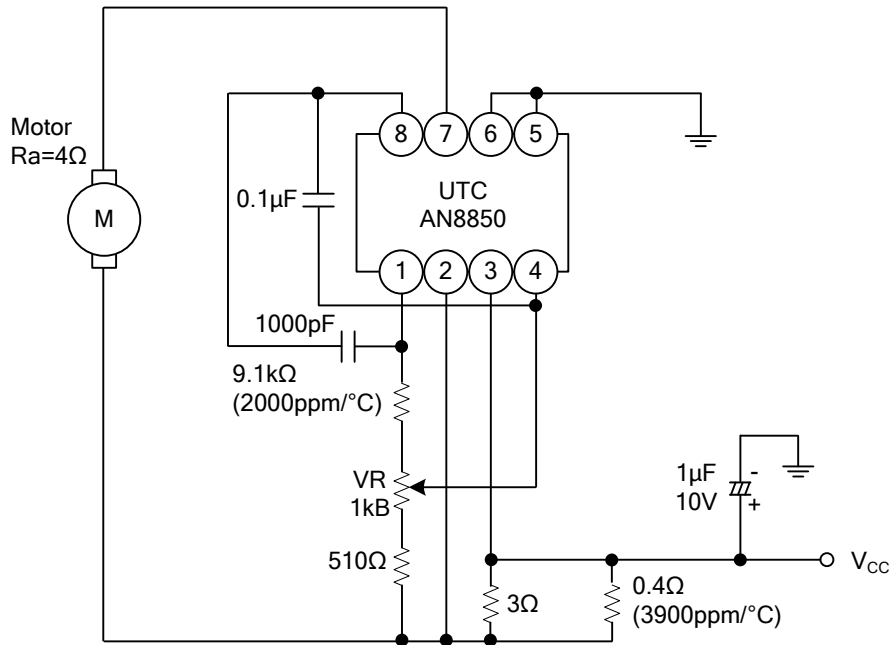 8
7
6
5
Motor
Ra=4Ω
M
0.1µF
UTC
AN8850
1
2
3
4
1000pF
9.1kΩ
(2000ppm/°C)
VR
1kB
510Ω
3Ω
0.4Ω
(3900ppm/°C)
1µF
10V
-
+
VCC